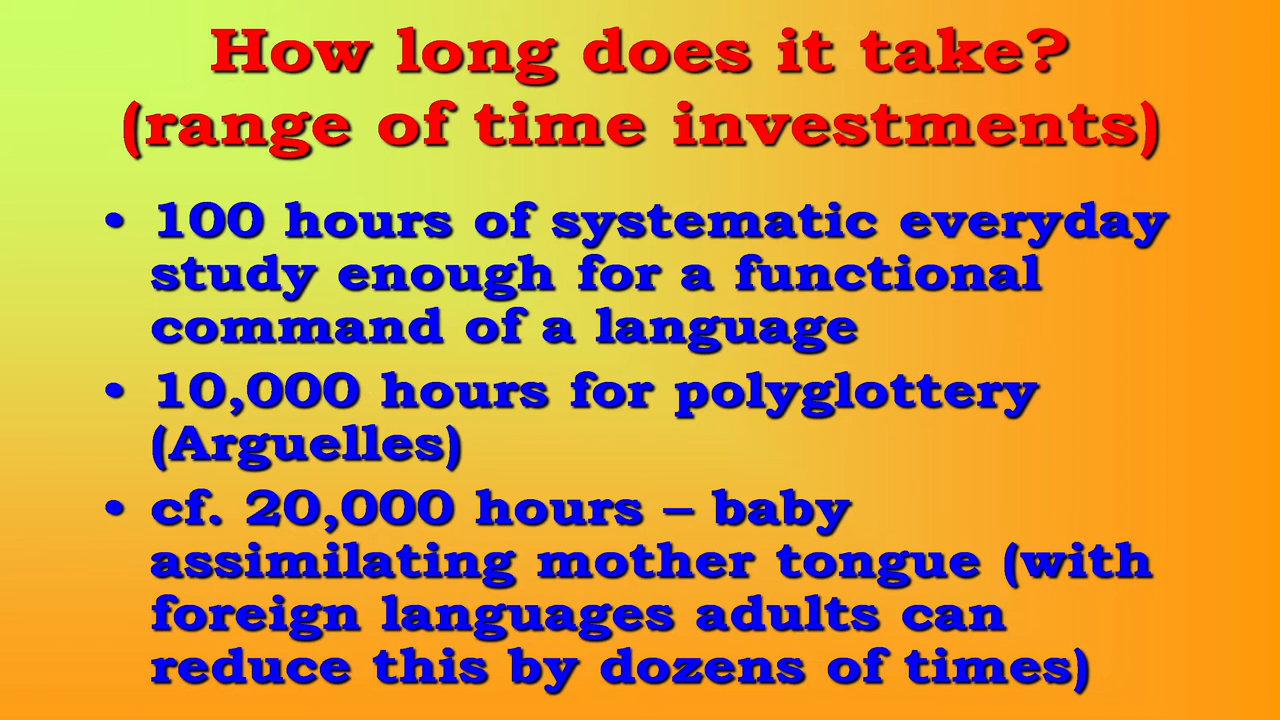 How long does it take?
(range of time investments)
• 100 hours of systematic everyday
study enough for a functional
command of a language
• 10,000 hours for polyglottery
(Arguelles)
• cf. 20,000 hours – baby
assimilating mother tongue (with
foreign languages adults can
reduce this by dozens of times)